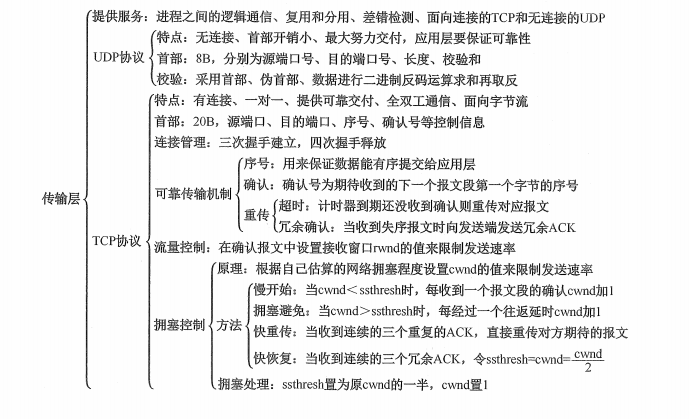 提供服务：进程之间的逻辑通信、复用和分用、差错检测、面向连接的TCP和无连接的UDP
特点：无连接、首部开销小、最大努力交付，应用层要保证可靠性
UDP协议
首部：8B，分别为源端口号、目的端口号、长度、校验和
校验：采用首部、伪首部、数据进行二进制反码运算求和再取反
特点：有连接、一对一、提供可靠交付、全双工通信、面向字节流
首部：20B，源端口、目的端口、序号、确认号等控制信息
连接管理：三次握手建立，四次握手释放
序号：用来保证数据能有序提交给应用层
可靠传输机制
确认：确认号为期待收到的下一个报文段第一个字节的序号
传输层
重传
超时：计时器到期还没收到确认则重传对应报文
冗余确认：当收到失序报文时向发送端发送冗余ACK
TCP协议
流量控制：在确认报文中设置接收窗口rwnd的值来限制发送速率
原理：根据自己估算的网络拥塞程度设置cwnd的值来限制发送速率
慢开始：当cwnd＜ssthresh时，每收到一个报文段的确认cwnd加1
拥塞避免：当cwnd＞ssthresh时，每经过一个往返延时cwnd加1
拥塞控制
方法
快重传：当收到连续的三个重复的ACK，直接重传对方期待的报文
快恢复：当收到连续的三个冗余ACK，令ssthresh=cwnd=cwnd/2
拥塞处理：ssthresh置为原cwnd的一半，cwnd置1